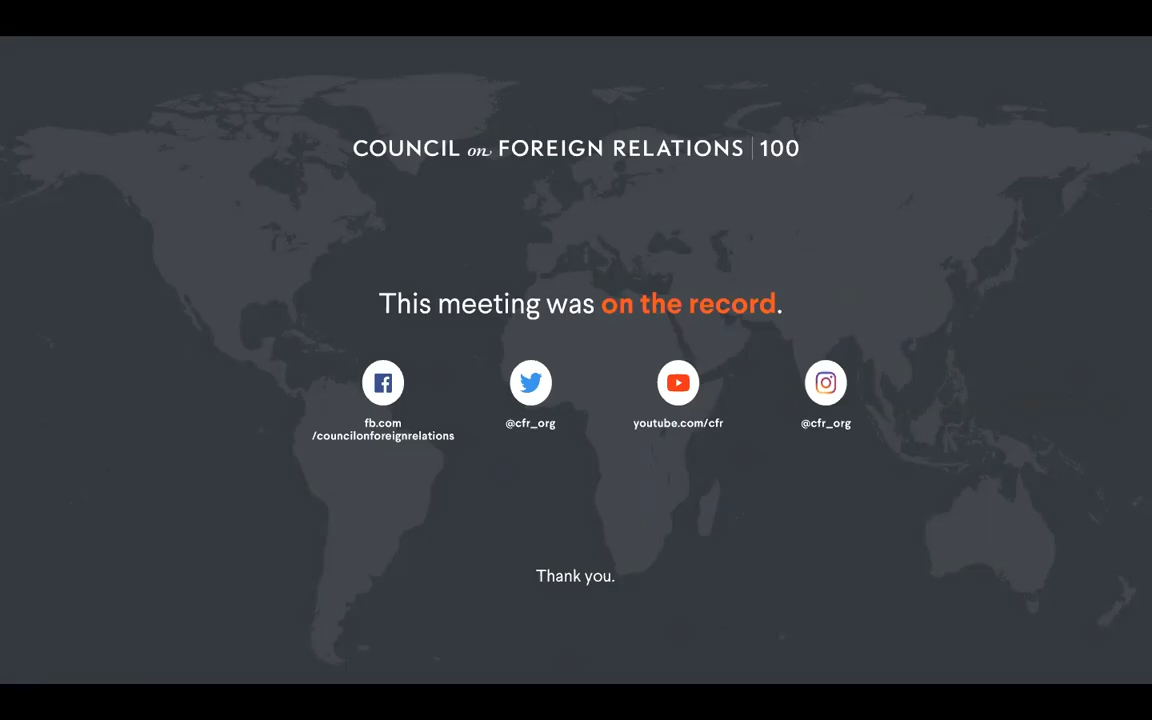 COUNCIL on FOREIGN RELATIONS | 100
This meeting was on the record.
fb.com
/councilonforeignrelations
@cfr_org
youtube.com/cfr
@cfr_org
Thank you.